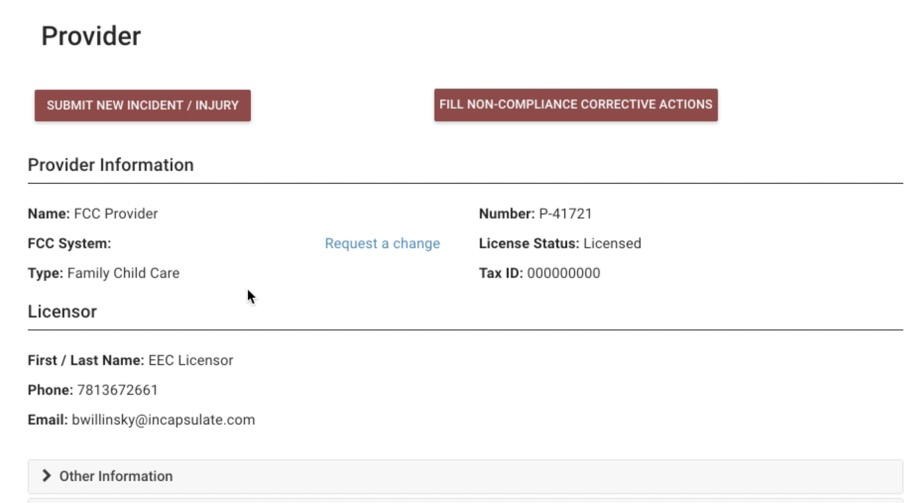 Provider
SUBMIT NEW INCIDENT / INJURY
FILL NON-COMPLIANCE CORRECTIVE ACTIONS
Provider Information
Name: FCC Provider
Number: P-41721
FCC System:
Request a change
License Status: Licensed
Type: Family Child Care
Tax ID: 000000000
Licensor
First / Last Name: EEC Licensor
Phone: 7813672661
Email: bwillinsky@incapsulate.com
Other Information